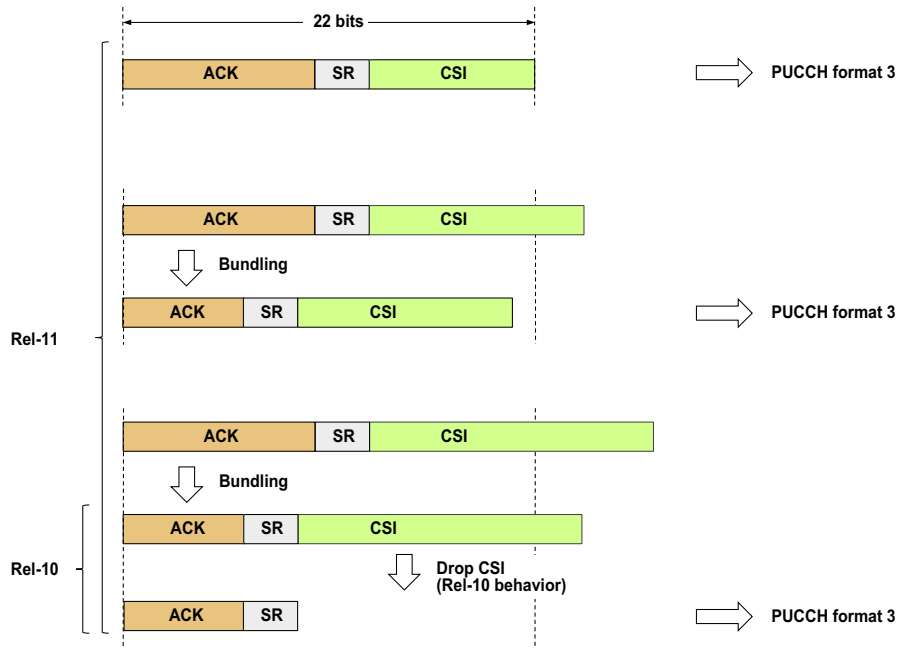 22 bits
ACK SR CSI PUCCH format 3
ACK SR CSI
Bundling
ACK SR CSI PUCCH format 3
Rel-11
ACK SR CSI
Bundling
ACK SR CSI
Rel-10
Drop CSI
(Rel-10 behavior)
ACK SR PUCCH format 3